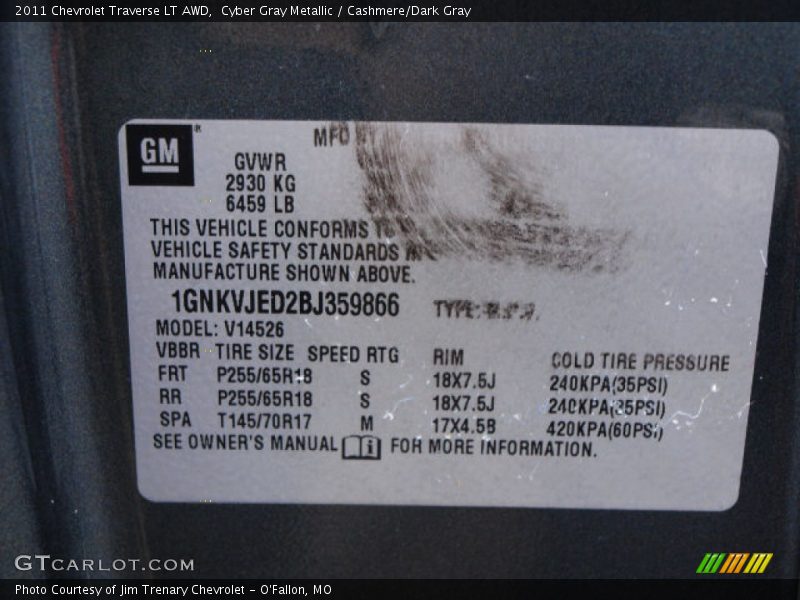 2011 Chevrolet Traverse LT AWD,  Cyber Gray Metallic / Cashmere/Dark Gray
GM®
MFD
GVWR
2930 KG
6459 LB
THIS VEHICLE CONFORMS
VEHICLE SAFETY STANDARDS
MANUFACTURE SHOWN ABOVE.
1GNKVJED2BJ359866 TYPE:
MODEL: V14526
VBBR TIRE SIZE SPEED RTG RIM COLD TIRE PRESSURE
FRT P255/65R18 S 18X7.5J 240KPA(35PSI)
RR P255/65R18 S 18X7.5J 240KPA(35PSI)
SPA T145/70R17 M 17X4.5B 420KPA(60PSI)
SEE OWNER'S MANUAL i FOR MORE INFORMATION.
GTCARLOT.COM
Photo Courtesy of Jim Trenary Chevrolet - O'Fallon, MO